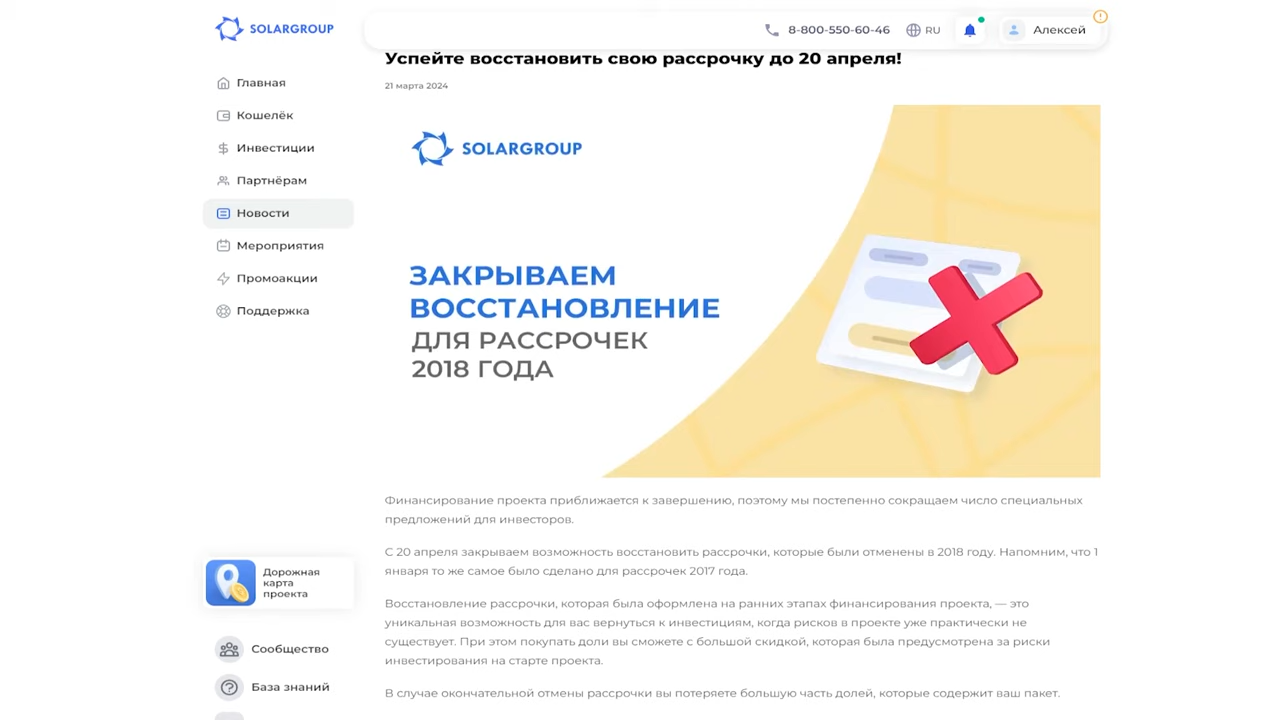 SOLARGROUP
8-800-550-60-46
RU
Алексей
Главная
Кошелёк
Инвестиции
Партнёрам
Новости
Мероприятия
Промоакции
Поддержка
Дорожная
карта
проекта
Сообщество
База знаний
Успейте восстановить свою рассрочку до 20 апреля!
21 марта 2024
SOLARGROUP
ЗАКРЫВАЕМ
ВОССТАНОВЛЕНИЕ
ДЛЯ РАССРОЧЕК
2018 ГОДА
Финансирование проекта приближается к завершению, поэтому мы постепенно сокращаем число специальных
предложений для инвесторов.
С 20 апреля закрываем возможность восстановить рассрочки, которые были отменены в 2018 году. Напомним, что 1
января то же самое было сделано для рассрочек 2017 года.
Восстановление рассрочки, которая была оформлена на ранних этапах финансирования проекта, — это
уникальная возможность для вас вернуться к инвестициям, когда рисков в проекте уже практически не
существует. При этом покупать доли вы сможете с большой скидкой, которая была предусмотрена за риски
инвестирования на старте проекта.
В случае окончательной отмены рассрочки вы потеряете большую часть долей, которые содержит ваш пакет.